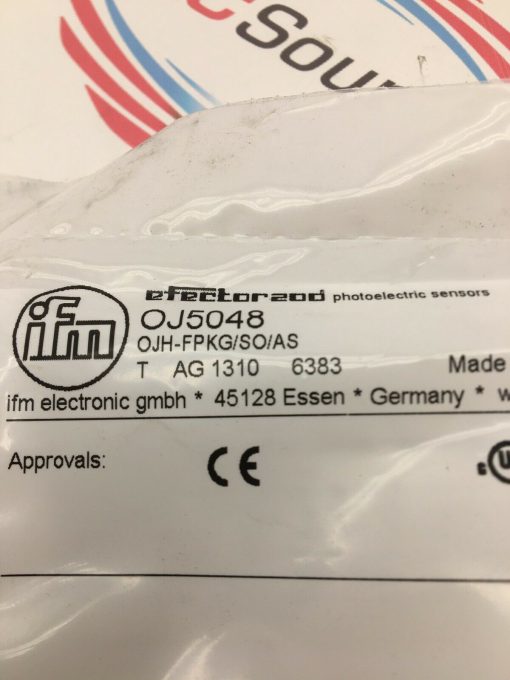 Sour
ifm
efector200 photoelectric sensors
OJ5048
OJH-FPKG/SO/AS
T AG 1310 6383 Made
ifm electronic gmbh * 45128 Essen * Germany * w
Approvals: CE c U